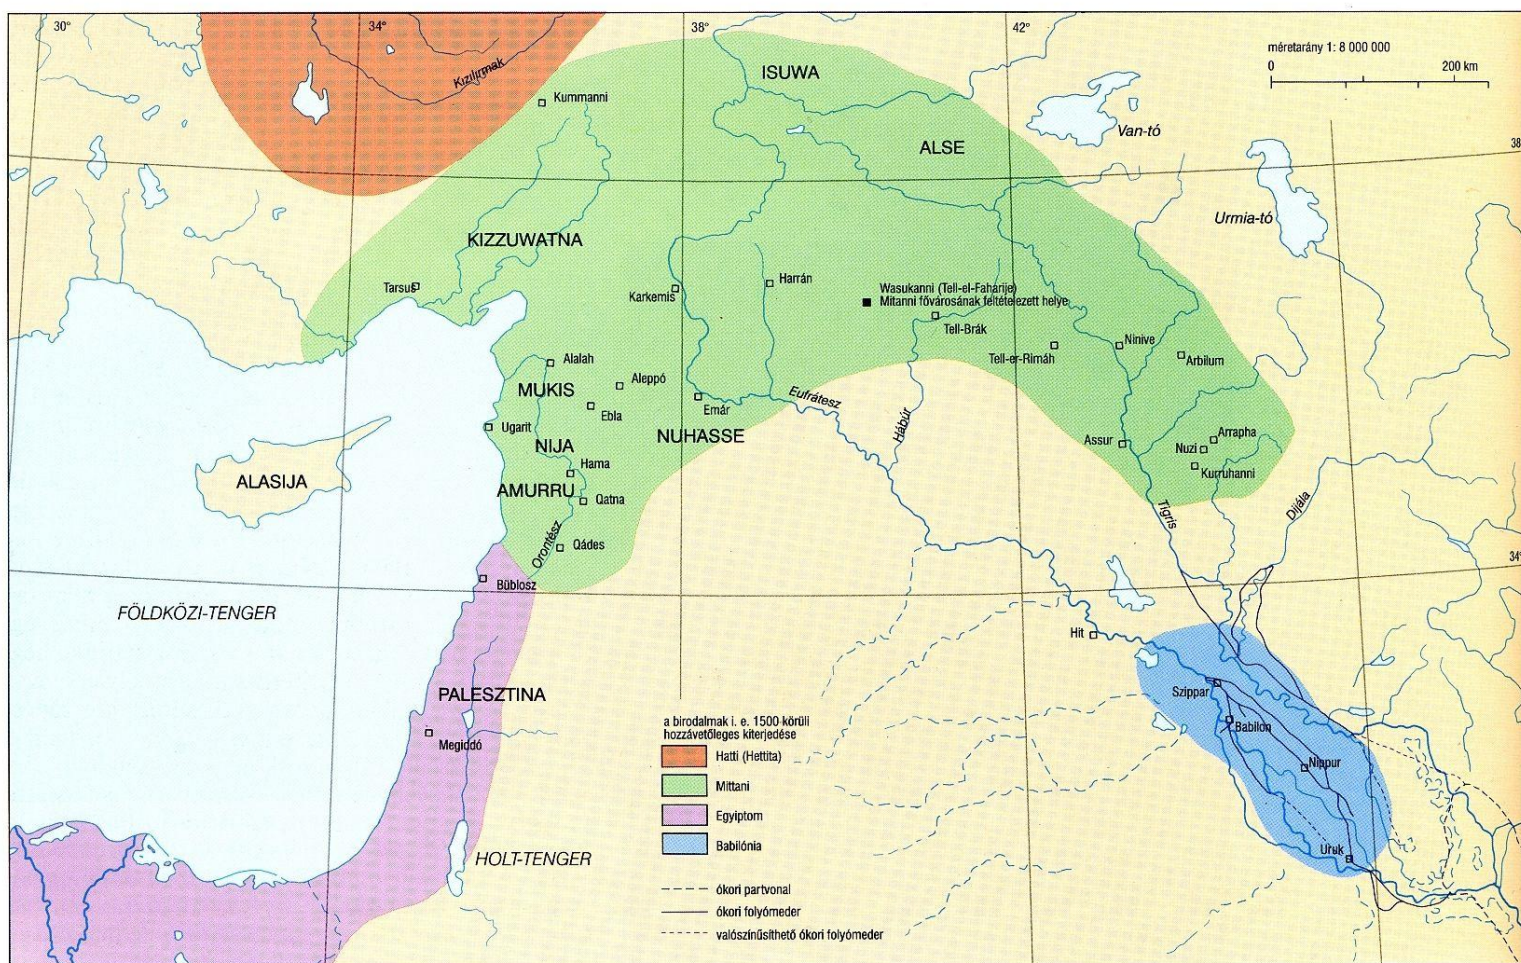 30°
34°
38°
42°
méretarány 1: 8 000 000
0
200 km
Kızılırmak
ISUWA
Kummanni
ALSE
Van-tó
38°
Urmia-tó
KIZZUWATNA
Tarsus
Karkemis
Harrán
Wasukanni (Tell-el-Faharije)
Mitanni fővárosának feltételezett helye
Tell-Brák
Tell-er-Rimáh
Ninive
Arbilum
Alalah
MUKIS
Aleppó
Ebla
Emár
Eufrátesz
Hábúr
Ugarit
NIJA
NUHASSE
Assur
Arrapha
Nuzi
Kurruhanni
Hama
ALASIJA
AMURRU
Qatna
Orontész
Qádes
Tigris
Dijála
34°
Büblosz
FÖLDKÖZI-TENGER
Hit
PALESZTINA
Megiddó
Szippar
Babilon
Nippur
Uruk
HOLT-TENGER
a birodalmak i. e. 1500 körüli
hozzávetőleges kiterjedése
Hatti (Hettita)
Mittani
Egyiptom
Babilónia
ókori partvonal
ókori folyómeder
valószínűsíthető ókori folyómeder